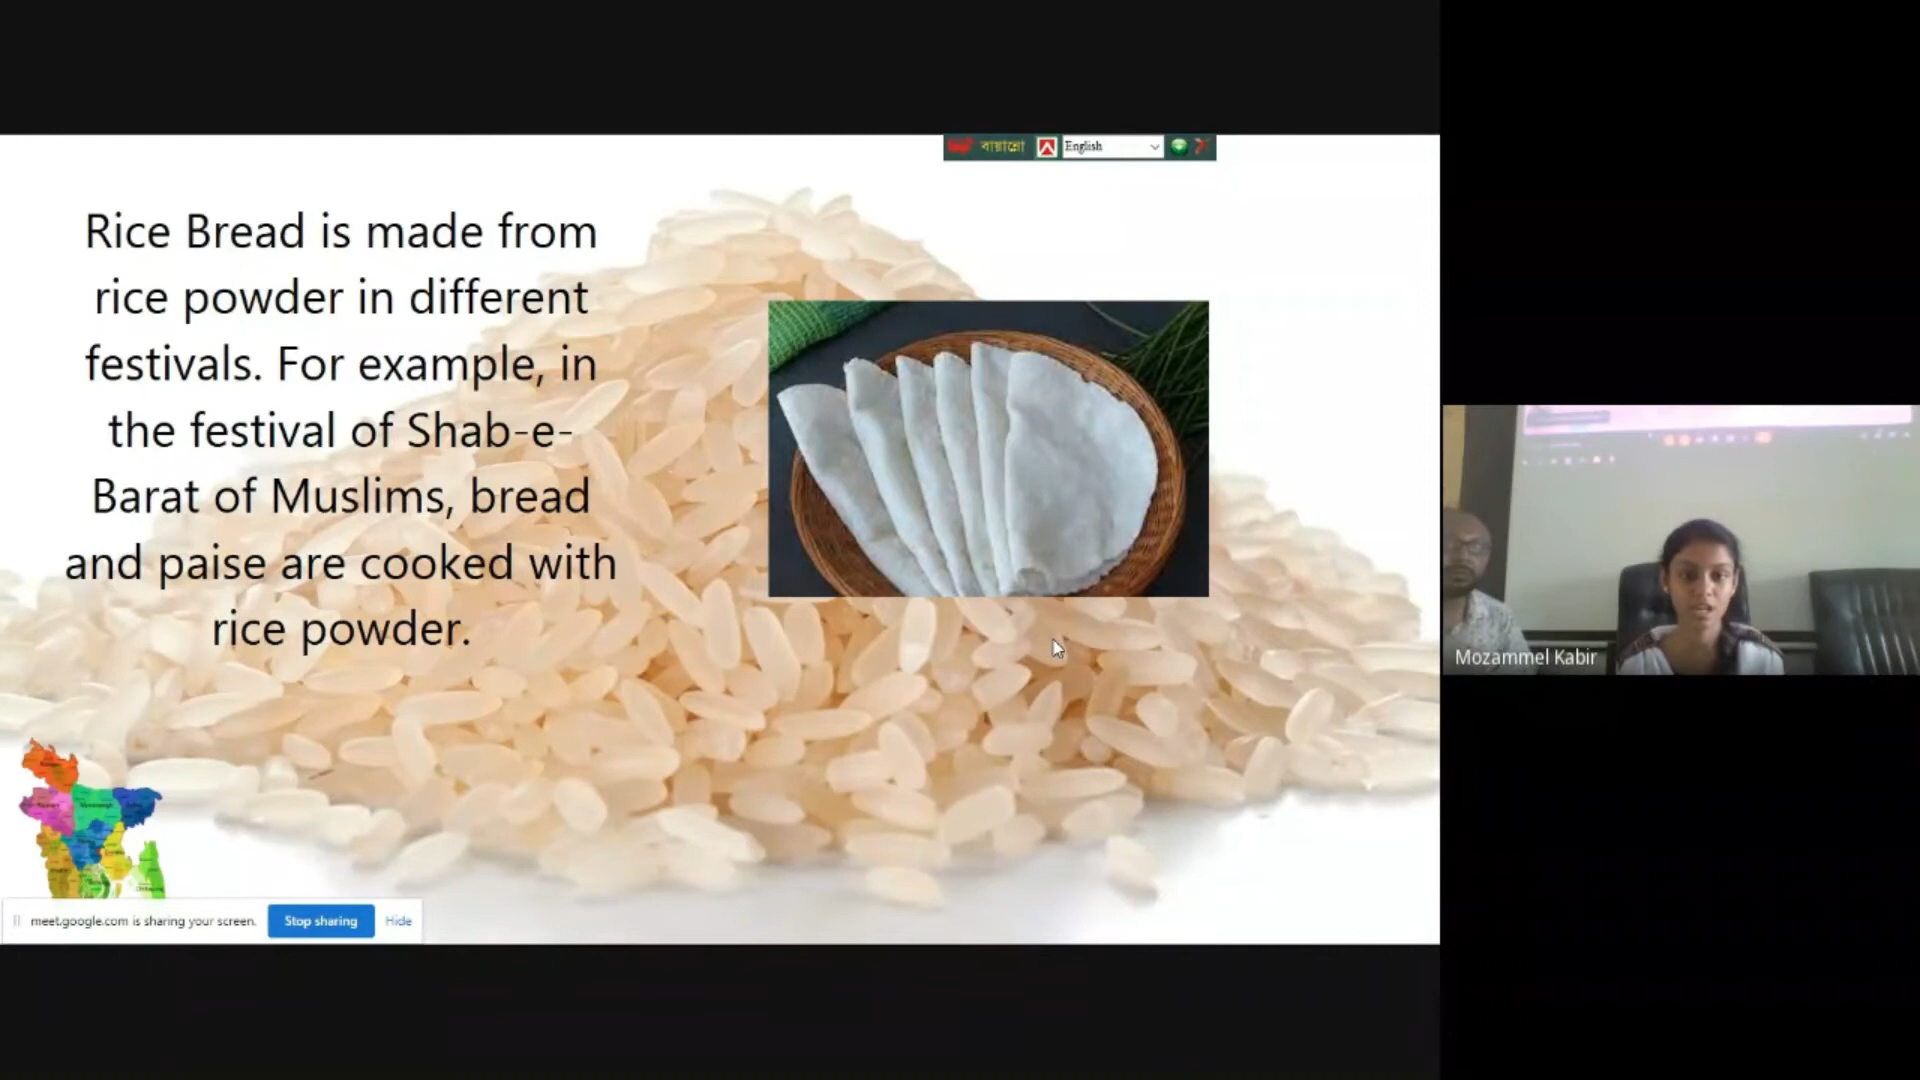 বায়ান্নো
English
Rice Bread is made from
rice powder in different
festivals. For example, in
the festival of Shab-e-
Barat of Muslims, bread
and paise are cooked with
rice powder.
Mozammel Kabir
meet.google.com is sharing your screen.
Stop sharing
Hide